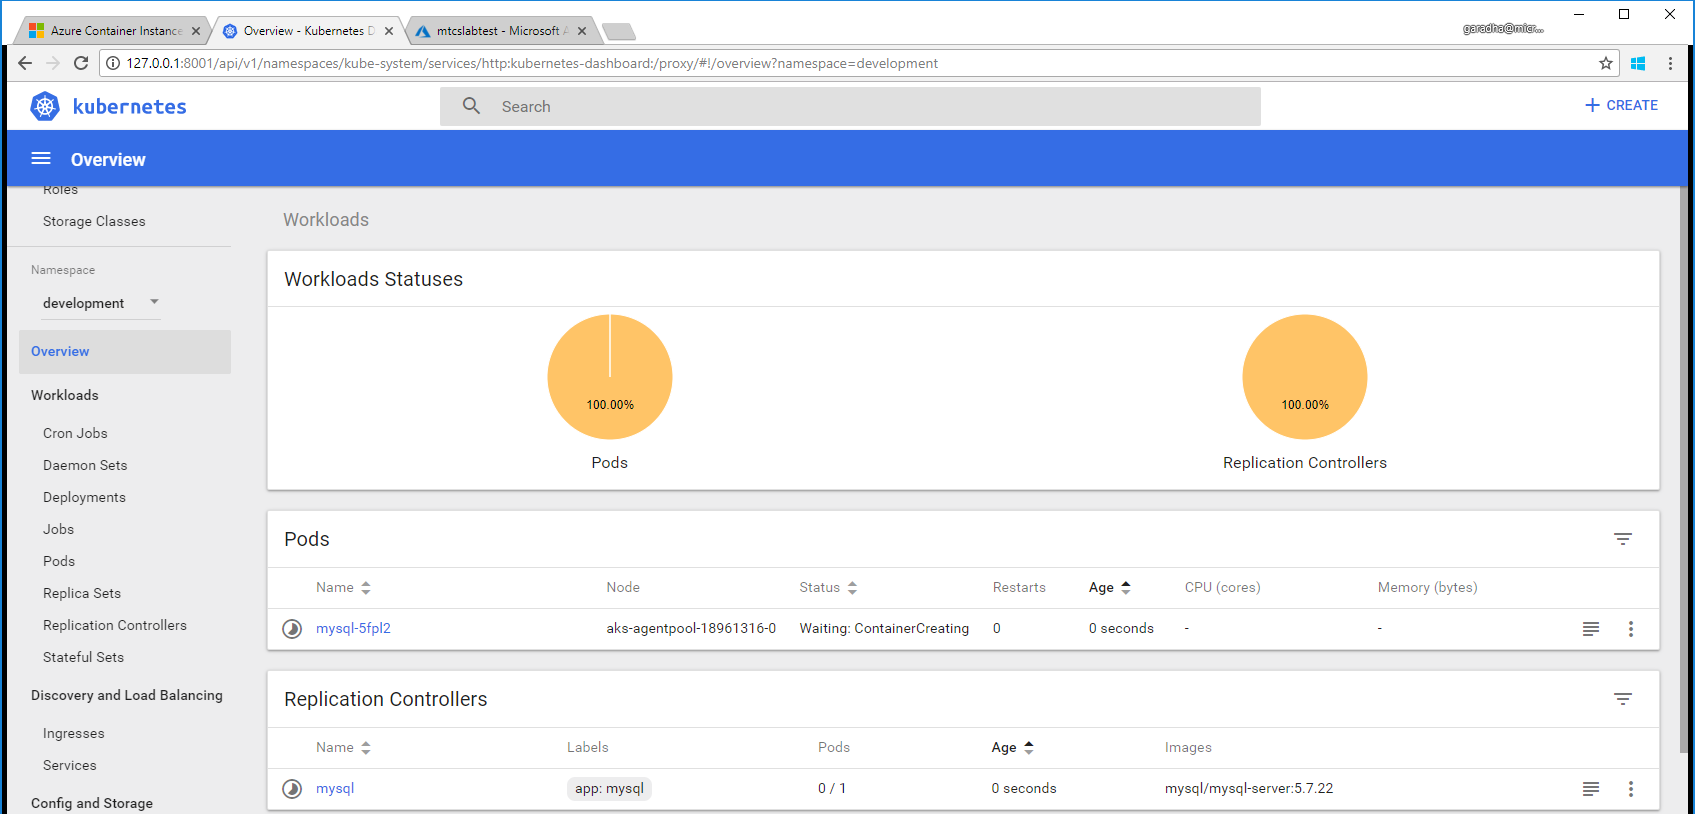 Azure Container Instance
Overview - Kubernetes D
mtcslabtest - Microsoft A
garadha@micr...
127.0.0.1:8001/api/v1/namespaces/kube-system/services/http:kubernetes-dashboard:/proxy/#!/overview?namespace=development
kubernetes
Search
CREATE
Overview
Roles
Storage Classes
Namespace
development
Overview
Workloads
Cron Jobs
Daemon Sets
Deployments
Jobs
Pods
Replica Sets
Replication Controllers
Stateful Sets
Discovery and Load Balancing
Ingresses
Services
Config and Storage
Workloads
Workloads Statuses
100.00%
100.00%
Pods
Replication Controllers
Pods
Name Node Status Restarts Age CPU (cores) Memory (bytes)
mysql-5fpl2 aks-agentpool-18961316-0 Waiting: ContainerCreating 0 0 seconds - -
Replication Controllers
Name Labels Pods Age Images
mysql app: mysql 0 / 1 0 seconds mysql/mysql-server:5.7.22